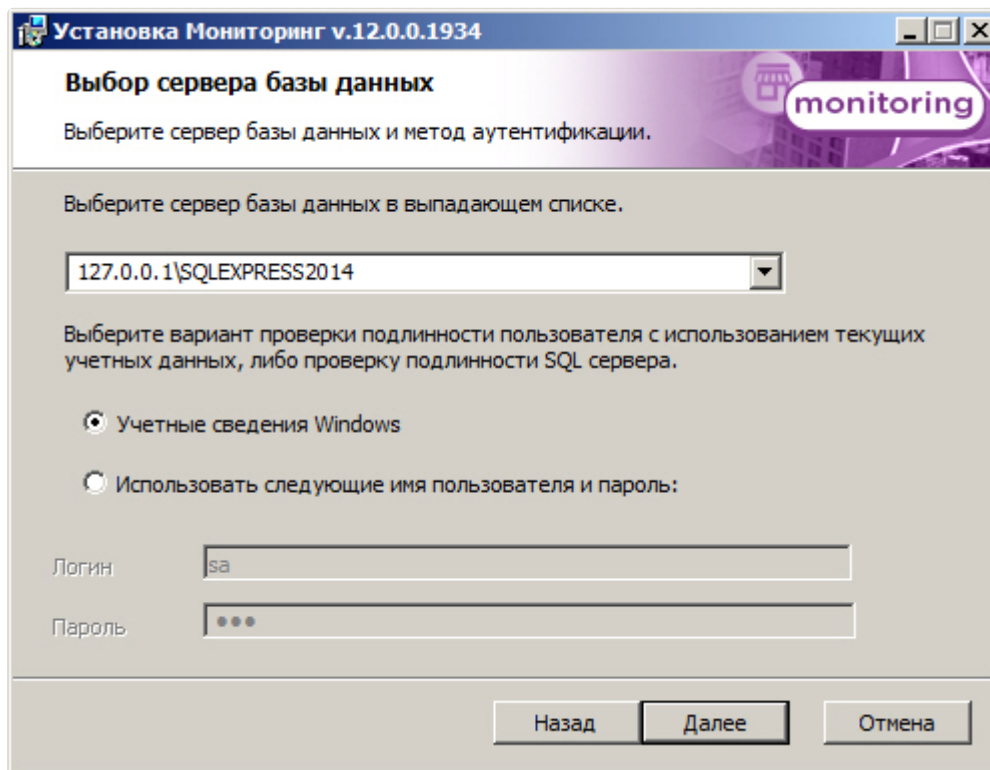 Установка Мониторинг v.12.0.0.1934
Выбор сервера базы данных
Выберите сервер базы данных и метод аутентификации.
monitoring
Выберите сервер базы данных в выпадающем списке.
127.0.0.1\SQLEXPRESS2014
Выберите вариант проверки подлинности пользователя с использованием текущих
учетных данных, либо проверку подлинности SQL сервера.
Учетные сведения Windows
Использовать следующие имя пользователя и пароль:
Логин
sa
Пароль
•••
Назад
Далее
Отмена